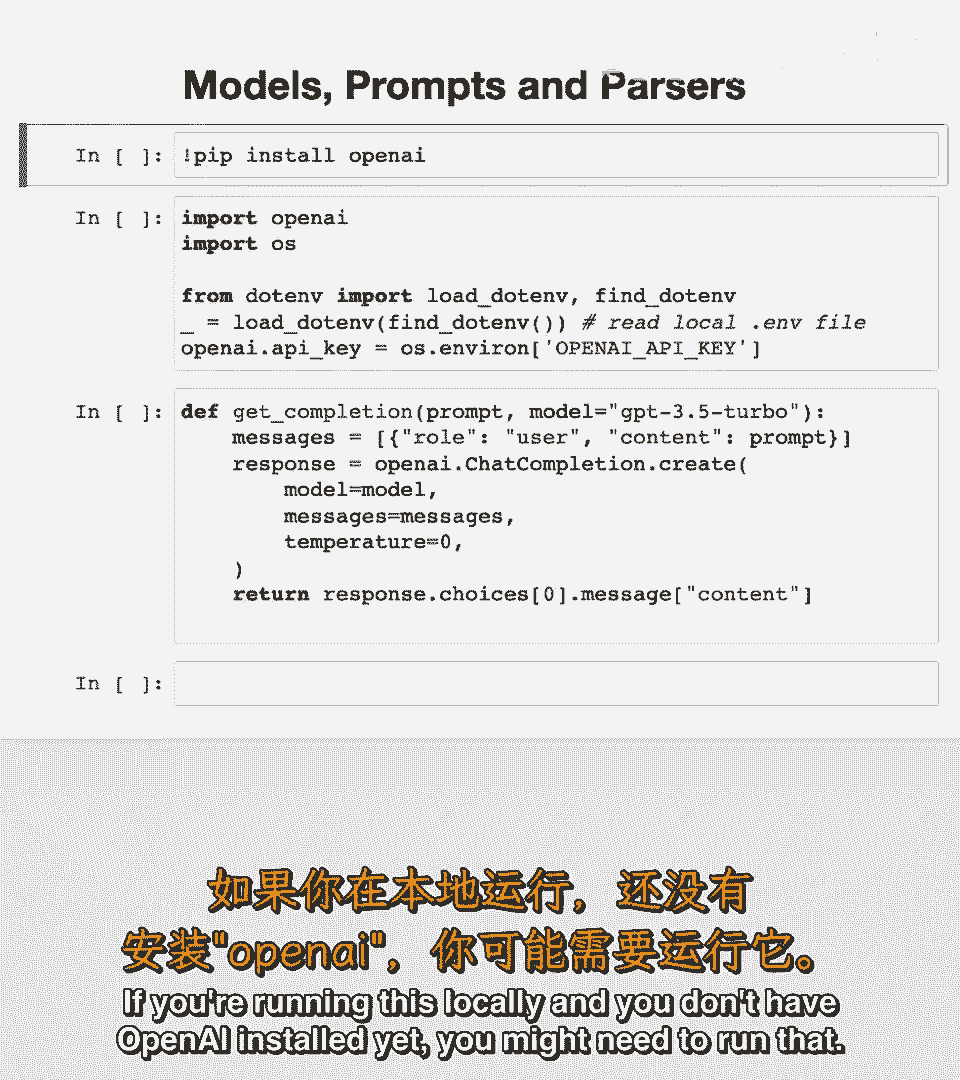 Models, Prompts and Parsers
In [ ]: !pip install openai
In [ ]: import openai
import os
from dotenv import load_dotenv, find_dotenv
_ = load_dotenv(find_dotenv()) # read local .env file
openai.api_key = os.environ['OPENAI_API_KEY']
In [ ]: def get_completion(prompt, model="gpt-3.5-turbo"):
    messages = [{"role": "user", "content": prompt}]
    response = openai.ChatCompletion.create(
        model=model,
        messages=messages,
        temperature=0,
    )
    return response.choices[0].message["content"]
In [ ]:
如果你在本地运行，还没有
安装"openai"，你可能需要运行它。
If you're running this locally and you don't have
OpenAI installed yet, you might need to run that.